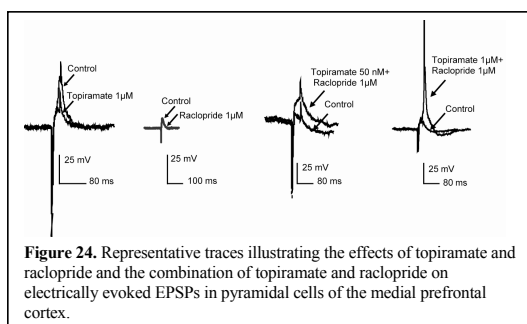 Control
Topiramate 1µM
25 mV
80 ms
Control
Raclopride 1µM
25 mV
100 ms
Topiramate 50 nM+
Raclopride 1µM
Control
25 mV
80 ms
Topiramate 1µM+
Raclopride 1µM
Control
25 mV
80 ms
Figure 24. Representative traces illustrating the effects of topiramate and
raclopride and the combination of topiramate and raclopride on
electrically evoked EPSPs in pyramidal cells of the medial prefrontal
cortex.